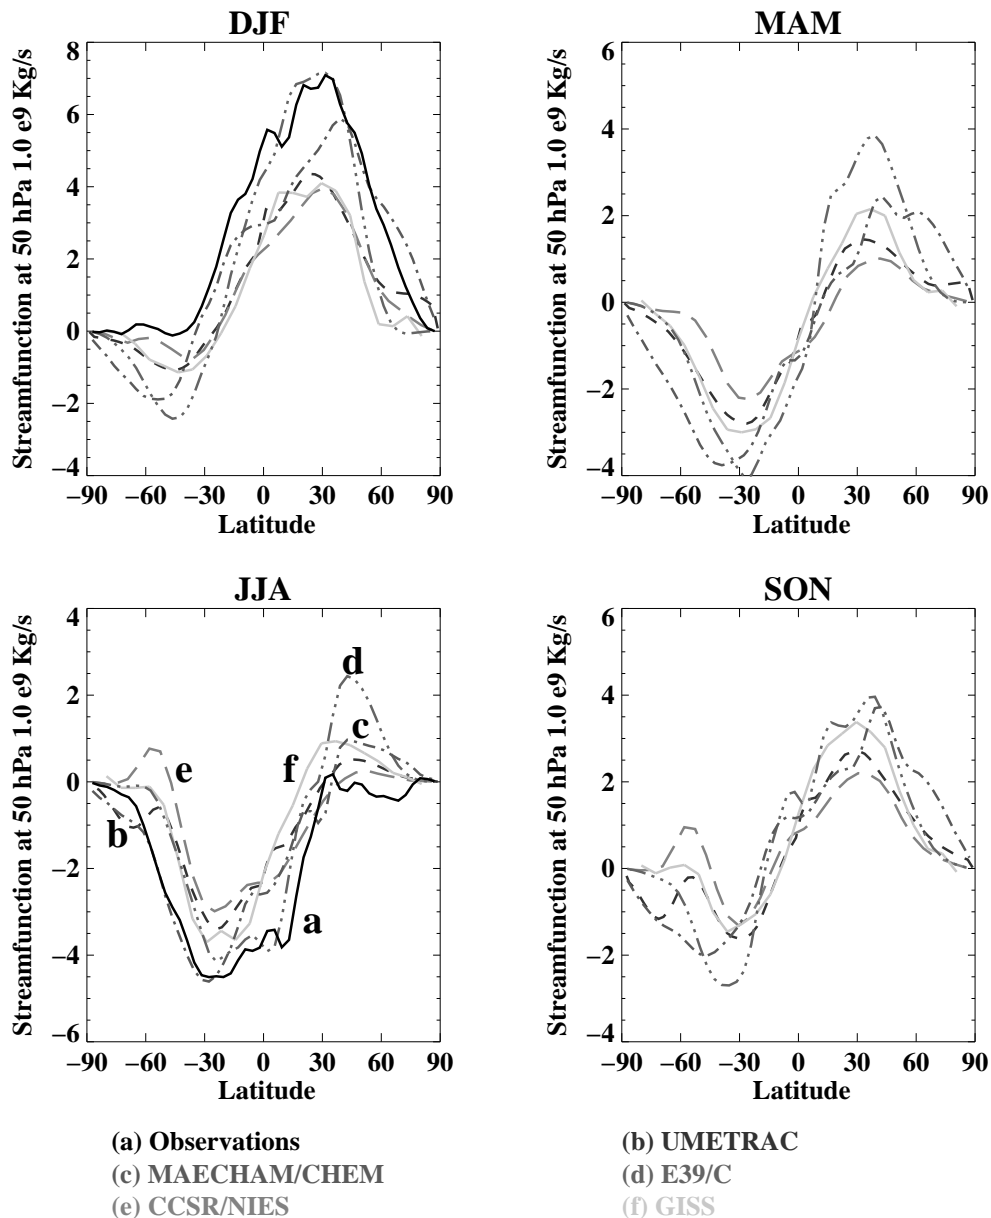 DJF
MAM
Streamfunction at 50 hPa 1.0 e9 Kg/s
8
6
4
2
0
−2
−4
−90 −60 −30 0 30 60 90
Latitude
Streamfunction at 50 hPa 1.0 e9 Kg/s
6
4
2
0
−2
−4
−90 −60 −30 0 30 60 90
Latitude
JJA
SON
Streamfunction at 50 hPa 1.0 e9 Kg/s
4
2
0
−2
−4
−6
d
c
e
f
b
a
−90 −60 −30 0 30 60 90
Latitude
Streamfunction at 50 hPa 1.0 e9 Kg/s
6
4
2
0
−2
−4
−90 −60 −30 0 30 60 90
Latitude
(a) Observations
(b) UMETRAC
(c) MAECHAM/CHEM
(d) E39/C
(e) CCSR/NIES
(f) GISS